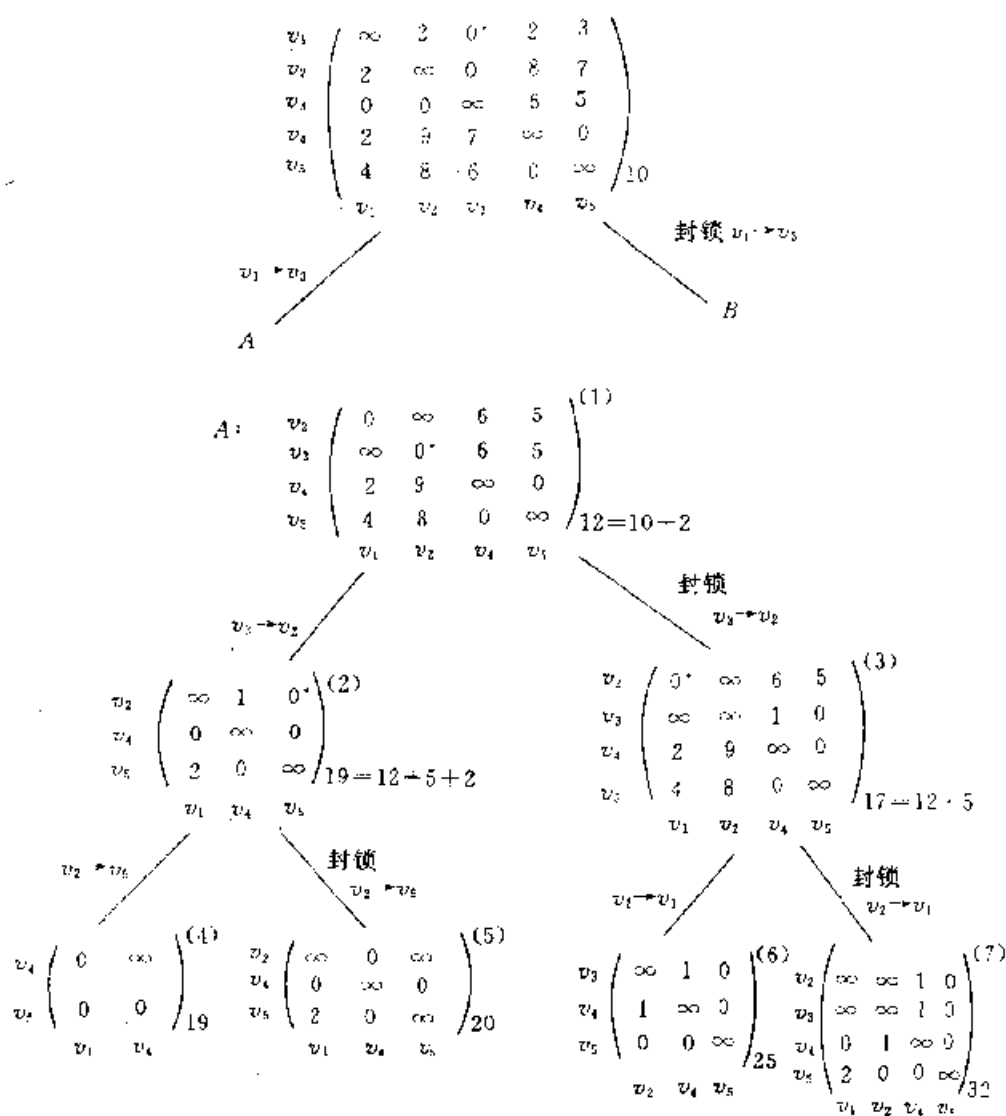 v₁ ∞ 2 0* 2 3
v₂ 2 ∞ 0 8 7
v₃ 0 0 ∞ 5
v₄ 2 9 7 ∞ 0
v₅ 4 8 6 0 ∞ 10
v₁ v₂ v₃ v₄ v₅
封锁 v₁→v₃
v₁→v₃
A
B
A: (1)
v₂ 0 ∞ 6 5
v₃ ∞ 0* 6 5
v₄ 2 9 ∞ 0
v₅ 4 8 0 ∞ 12=10+2
v₁ v₂ v₄ v₅
v₃→v₂
封锁
v₃→v₂
(2)
v₂ ∞ 1 0*
v₄ 0 ∞ 0
v₅ 2 0 ∞ 19=12+5+2
v₁ v₄ v₅
(3)
v₂ 0* ∞ 6 5
v₃ ∞ ∞ 1 0
v₄ 2 9 ∞ 0
v₅ 4 8 0 ∞ 17=12+5
v₁ v₂ v₄ v₅
v₂→v₅
封锁
v₂→v₅
v₂→v₁
封锁
v₂→v₁
(4)
v₄ 0 ∞
v₅ 0 0 19
v₁ v₄
(5)
v₂ ∞ 0 ∞
v₄ 0 ∞ 0
v₅ 2 0 ∞ 20
v₁ v₄ v₅
(6)
v₃ ∞ 1 0
v₄ 1 ∞ 0
v₅ 0 0 ∞ 25
v₂ v₄ v₅
(7)
v₂ ∞ ∞ 1 0
v₃ ∞ ∞ 1 0
v₄ 0 1 ∞ 0
v₅ 2 0 0 ∞ 32
v₁ v₂ v₄ v₅